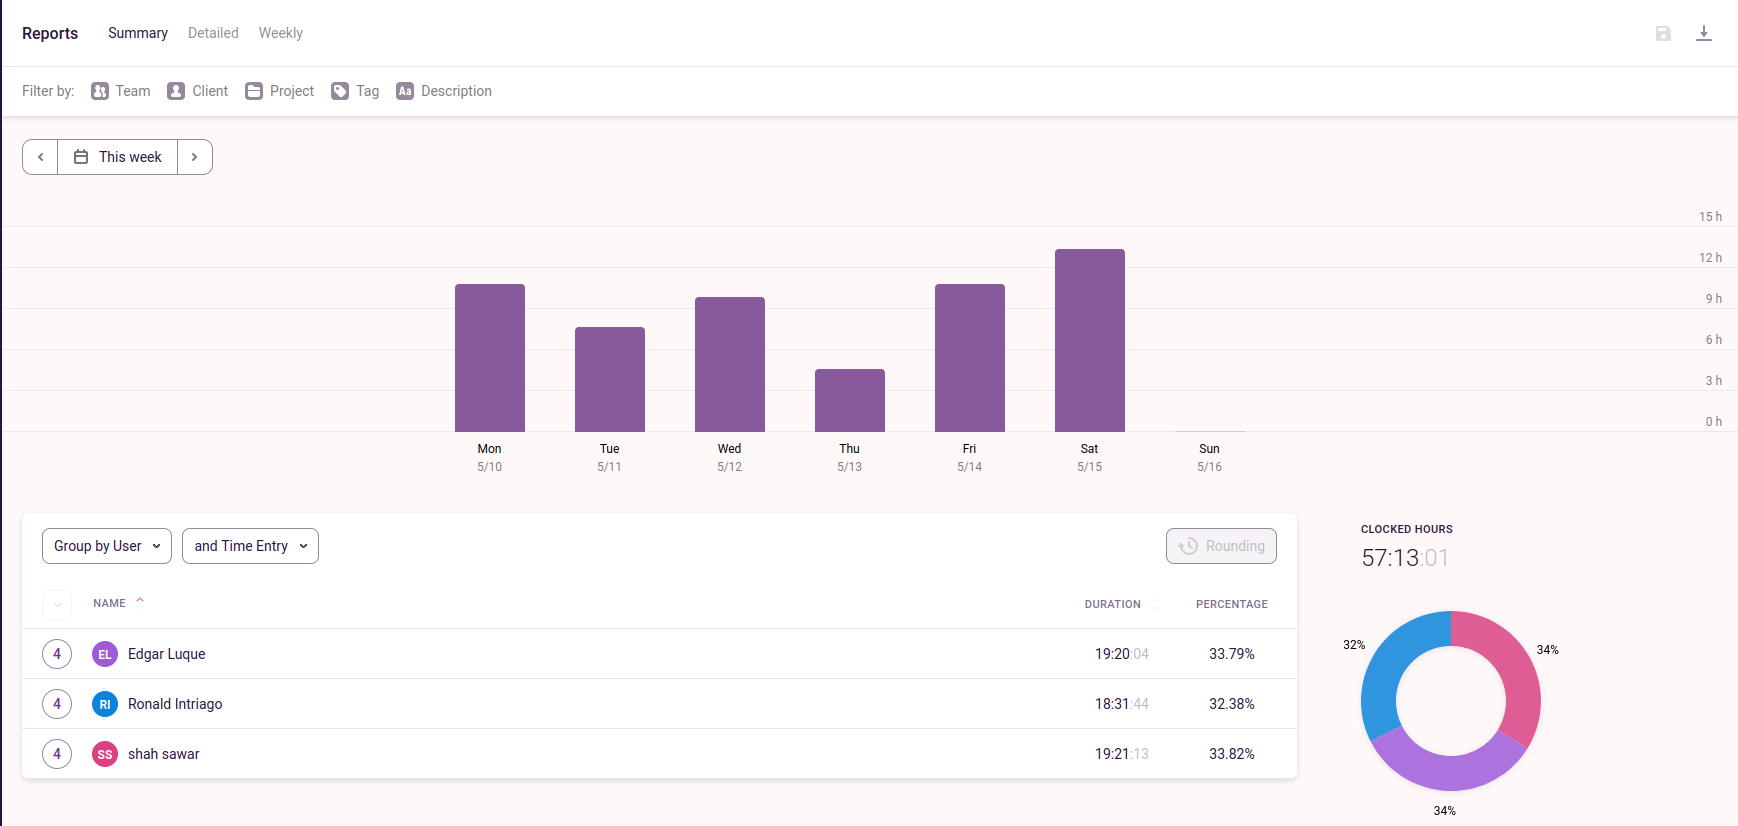 Reports Summary Detailed Weekly
Filter by: Team Client Project Tag Aa Description
This week
15 h
12 h
9 h
6 h
3 h
0 h
Mon Tue Wed Thu Fri Sat Sun
5/10 5/11 5/12 5/13 5/14 5/15 5/16
Group by User and Time Entry Rounding
NAME DURATION PERCENTAGE
4 EL Edgar Luque 19:20:04 33.79%
4 RI Ronald Intriago 18:31:44 32.38%
4 SS shah sawar 19:21:13 33.82%
CLOCKED HOURS
57:13:01
32%
34%
34%